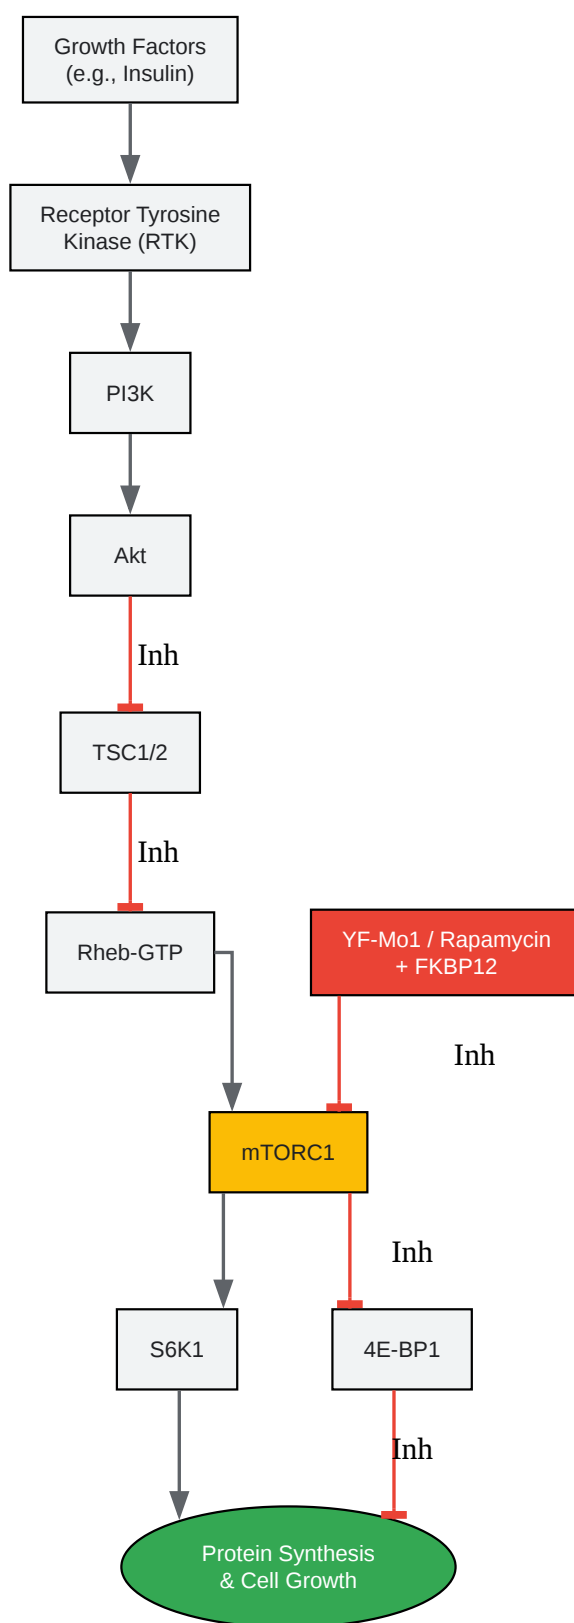 Growth Factors
(e.g., Insulin)
Receptor Tyrosine
Kinase (RTK)
PI3K
Akt
Inh
TSC1/2
Inh
Rheb-GTP
YF-Mo1 / Rapamycin
+ FKBP12
Inh
mTORC1
Inh
S6K1
4E-BP1
Inh
Protein Synthesis
& Cell Growth